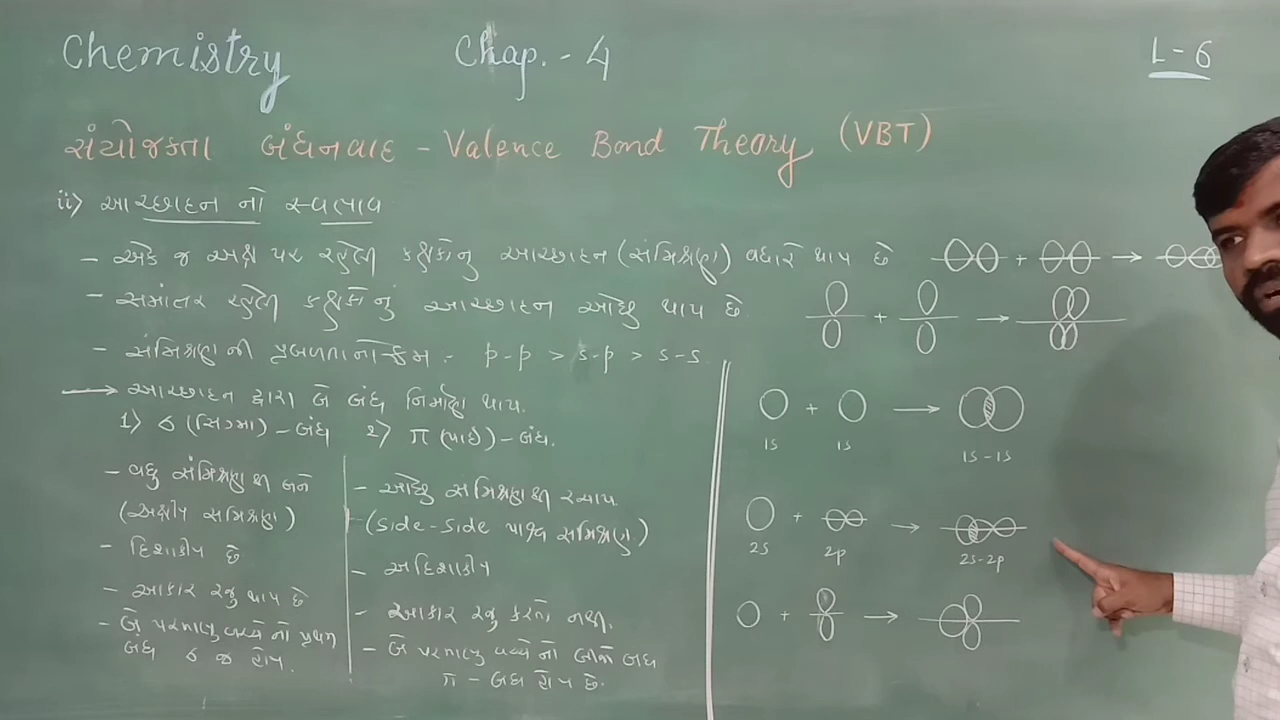 Chemistry Chap. - 4 L - 6
સંયોજકતા બંધનવાદ - Valence Bond Theory (VBT)
ii> આચ્છાદન નો સ્વભાવ
- એક જ અક્ષ પર રહેલી કક્ષકોનુ આચ્છાદન (સંમિશ્રણ) વધારે થાય છે
- સમાંતર રહેલી કક્ષકોનું આચ્છાદન ઓછુ થાય છે
- સંમિશ્રણની પ્રબળતાનો ક્રમ :- p-p > s-p > s-s
→ આચ્છાદન દ્વારા બે બંધ નિર્માણ થાય.
1> σ (સિગ્મા) - બંધ 2> π (પાઇ) - બંધ.
- વધુ સંમિશ્રણથી બને
(અક્ષીય સંમિશ્રણ)
- દિશાકીય છે
- આકાર રજુ થાય છે
- બે પરમાણુ વચ્ચેનો પ્રથમ
બંધ σ જ હોય.
- ઓછુ સંમિશ્રણથી રચાય.
(side-side પાશ્વ સંમિશ્રણ)
- અદિશાકીય
- આકાર રજુ કરતો નથી.
- બે પરમાણુ વચ્ચેનો બીજો બંધ
π - બંધ હોય છે.
+ →
+ →
+ →
1s 1s 1s-1s
+ →
2s 2p 2s-2p
+ →